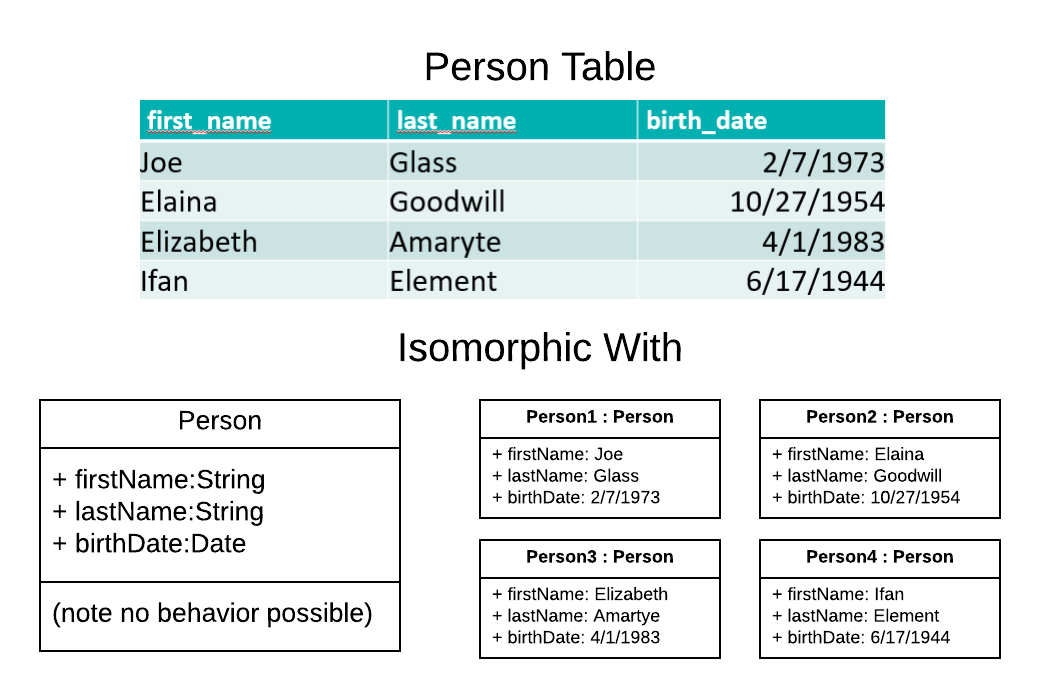 Person Table
first_name last_name birth_date
Joe Glass 2/7/1973
Elaina Goodwill 10/27/1954
Elizabeth Amaryte 4/1/1983
Ifan Element 6/17/1944
Isomorphic With
Person
+ firstName:String
+ lastName:String
+ birthDate:Date
(note no behavior possible)
Person1 : Person
+ firstName: Joe
+ lastName: Glass
+ birthDate: 2/7/1973
Person2 : Person
+ firstName: Elaina
+ lastName: Goodwill
+ birthDate: 10/27/1954
Person3 : Person
+ firstName: Elizabeth
+ lastName: Amartye
+ birthDate: 4/1/1983
Person4 : Person
+ firstName: Ifan
+ lastName: Element
+ birthDate: 6/17/1944